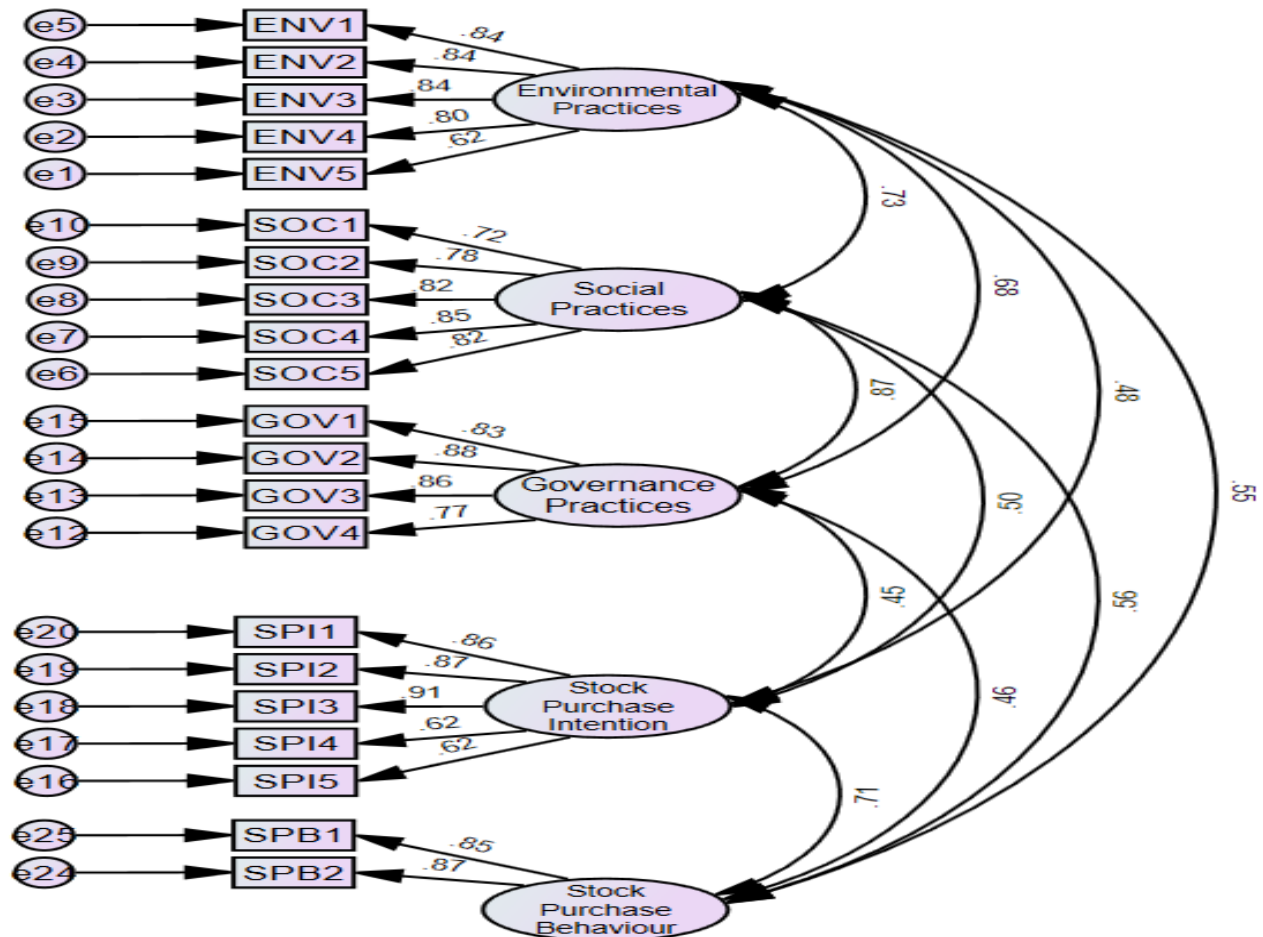 e5 ENV1 .84
e4 ENV2 .84
e3 ENV3 .84
Environmental
Practices
e2 ENV4 .80
e1 ENV5 .62
.73
e10 SOC1 .72
e9 SOC2 .78
e8 SOC3 .82
Social
Practices
.68
e7 SOC4 .85
e6 SOC5 .82
.87
.48
e15 GOV1 .83
e14 GOV2 .88
e13 GOV3 .86
Governance
Practices
.50
.55
e12 GOV4 .77
.45
.56
e20 SPI1 .86
e19 SPI2 .87
e18 SPI3 .91
Stock
Purchase
Intention
.46
e17 SPI4 .62
e16 SPI5 .62
.71
e25 SPB1 .85
e24 SPB2 .87
Stock
Purchase
Behaviour